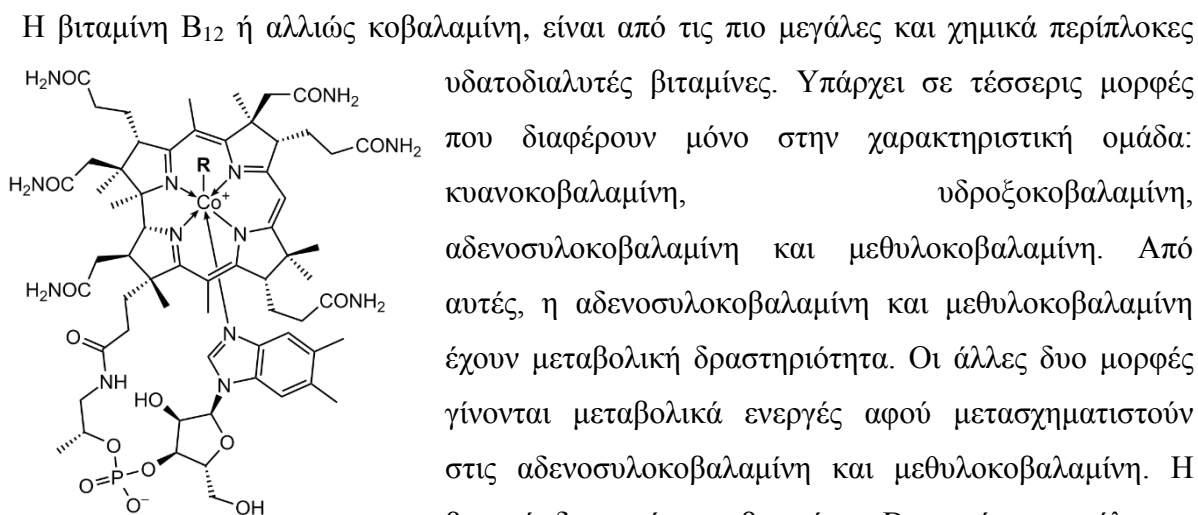 Η βιταμίνη B12 ή αλλιώς κοβαλαμίνη, είναι από τις πιο μεγάλες και χημικά περίπλοκες
υδατοδιαλυτές βιταμίνες. Υπάρχει σε τέσσερις μορφές
που διαφέρουν μόνο στην χαρακτηριστική ομάδα:
κυανοκοβαλαμίνη, υδροξοκοβαλαμίνη,
αδενοσυλοκοβαλαμίνη και μεθυλοκοβαλαμίνη. Από
αυτές, η αδενοσυλοκοβαλαμίνη και μεθυλοκοβαλαμίνη
έχουν μεταβολική δραστηριότητα. Οι άλλες δυο μορφές
γίνονται μεταβολικά ενεργές αφού μετασχηματιστούν
στις αδενοσυλοκοβαλαμίνη και μεθυλοκοβαλαμίνη. Η
H2NOC
CONH2
CONH2
R
N N
H2NOC
Co+
N N
H2NOC
CONH2
O
N
NH
N
HO
O
O
O
O P
O−
OH